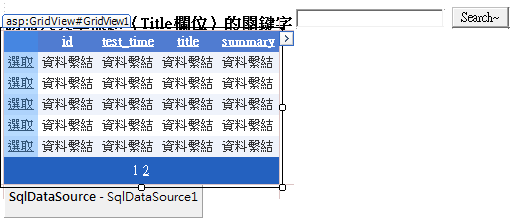 （Title欄位）的關鍵字
Search~
asp:GridView#GridView1
id test_time title summary
選取 資料繫結 資料繫結 資料繫結 資料繫結
選取 資料繫結 資料繫結 資料繫結 資料繫結
選取 資料繫結 資料繫結 資料繫結 資料繫結
選取 資料繫結 資料繫結 資料繫結 資料繫結
選取 資料繫結 資料繫結 資料繫結 資料繫結
1 2
SqlDataSource - SqlDataSource1